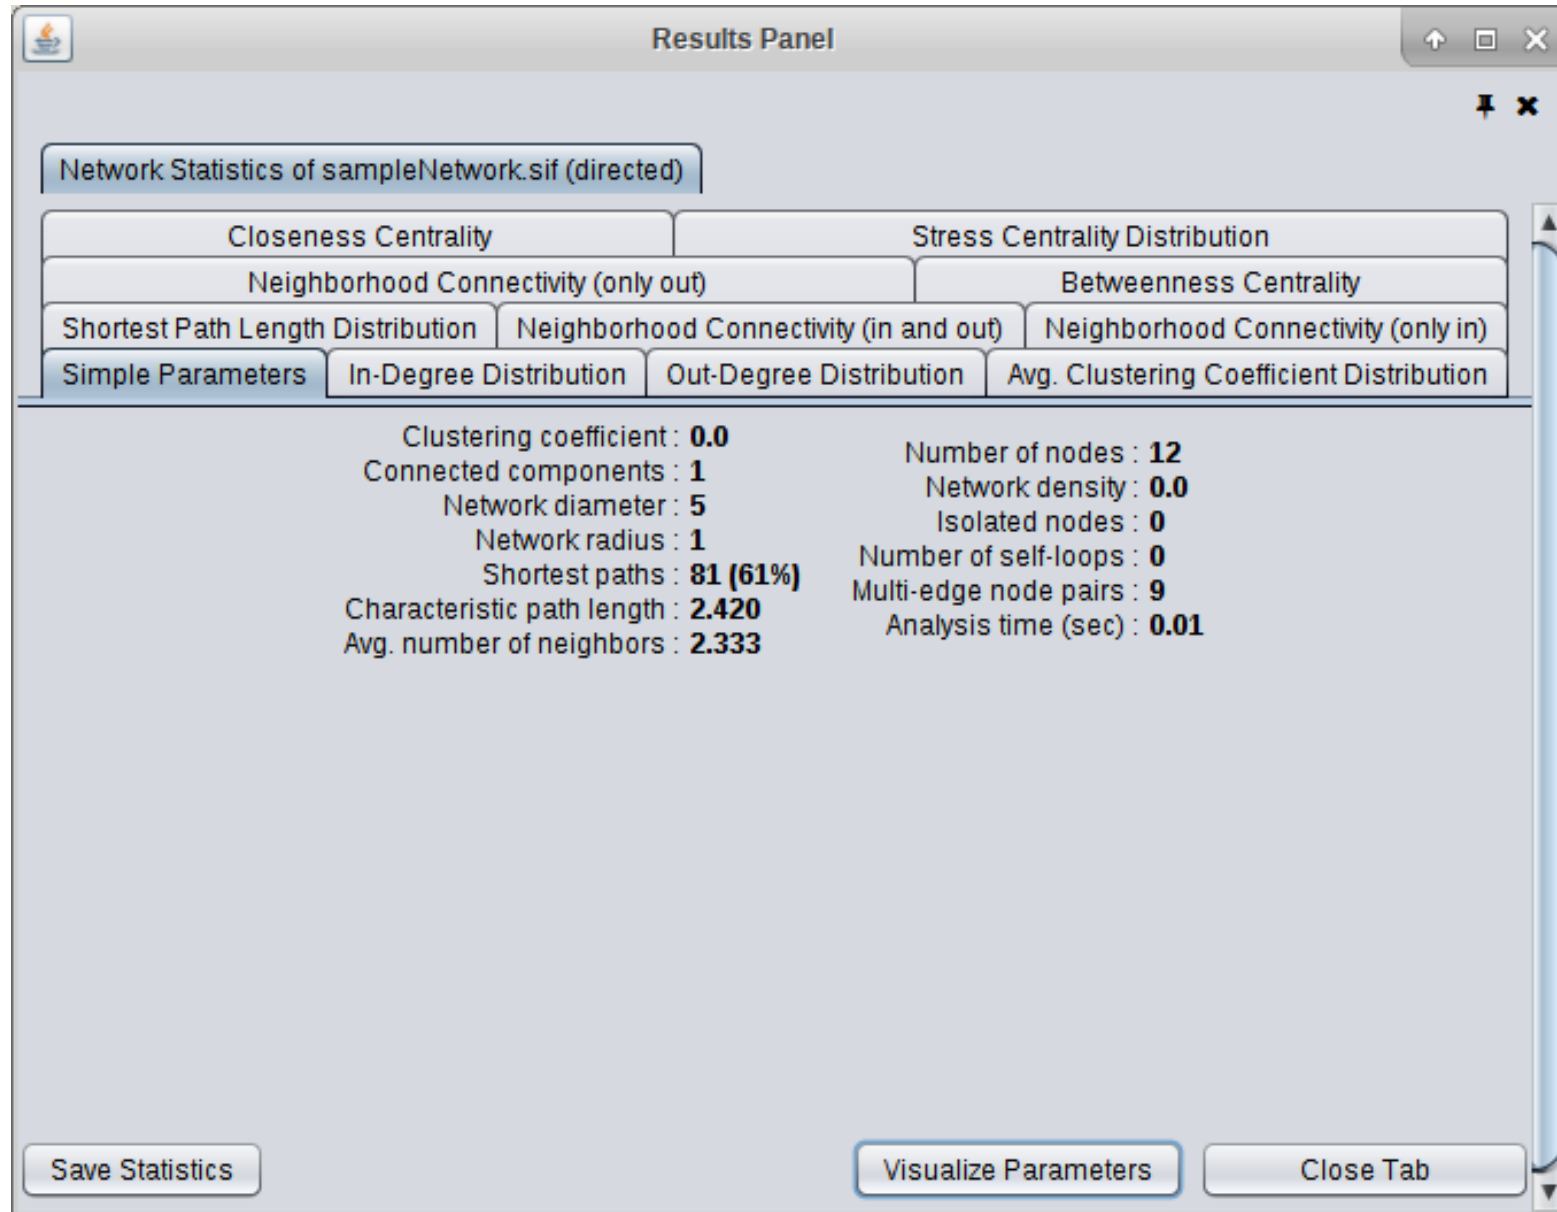 Results Panel
Network Statistics of sampleNetwork.sif (directed)
Closeness Centrality
Stress Centrality Distribution
Neighborhood Connectivity (only out)
Betweenness Centrality
Shortest Path Length Distribution
Neighborhood Connectivity (in and out)
Neighborhood Connectivity (only in)
Simple Parameters
In-Degree Distribution
Out-Degree Distribution
Avg. Clustering Coefficient Distribution
Clustering coefficient : 0.0
Connected components : 1
Network diameter : 5
Network radius : 1
Shortest paths : 81 (61%)
Characteristic path length : 2.420
Avg. number of neighbors : 2.333
Number of nodes : 12
Network density : 0.0
Isolated nodes : 0
Number of self-loops : 0
Multi-edge node pairs : 9
Analysis time (sec) : 0.01
Save Statistics
Visualize Parameters
Close Tab